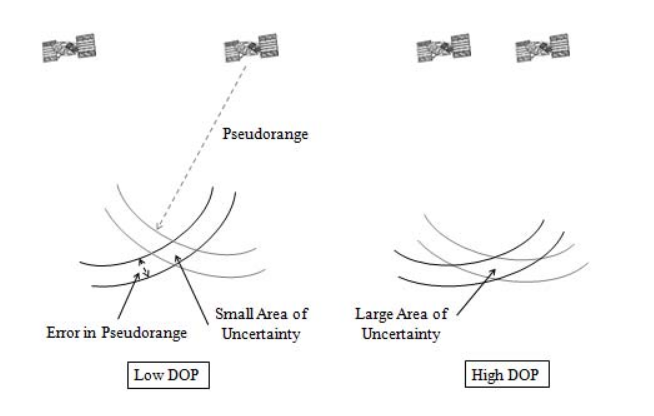 Pseudorange
Error in Pseudorange
Small Area of
Uncertainty
Low DOP
Large Area of
Uncertainty
High DOP